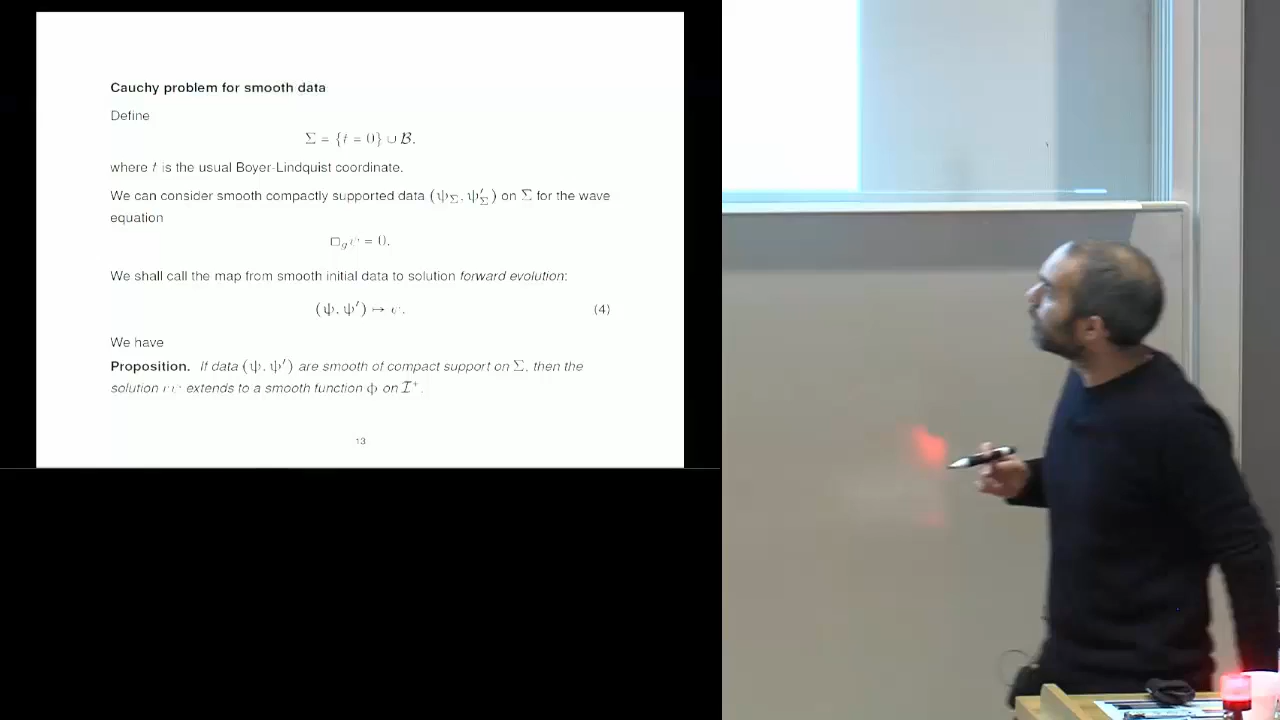 Cauchy problem for smooth data
Define
Σ = {t = 0} ∪ ℬ,
where t is the usual Boyer-Lindquist coordinate.
We can consider smooth compactly supported data (ψ_Σ, ψ′_Σ) on Σ for the wave
equation
□_g ψ = 0.
We shall call the map from smooth initial data to solution forward evolution:
(ψ, ψ′) ↦ ψ. (4)
We have
Proposition. If data (ψ, ψ′) are smooth of compact support on Σ, then the
solution rψ extends to a smooth function ϕ on ℐ⁺.
13